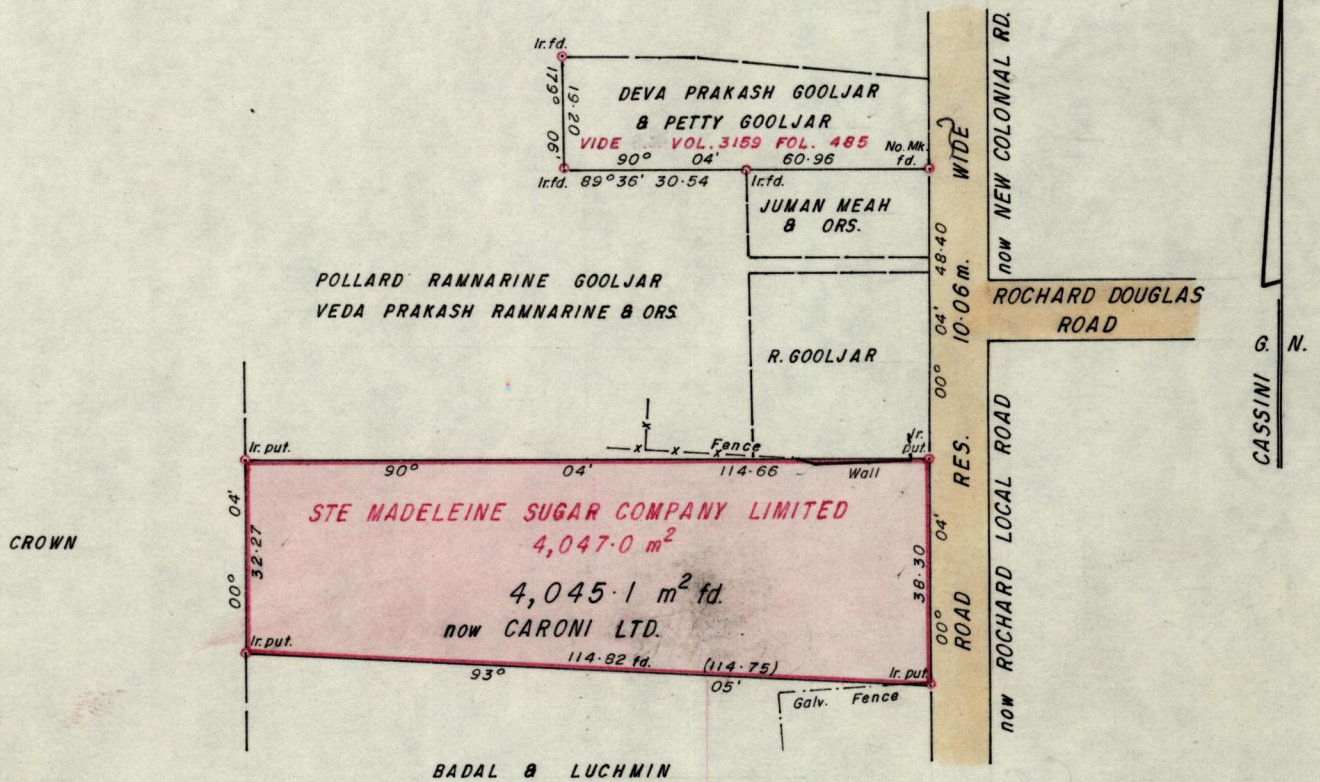 Ir. fd.
179° 06'
19·20
DEVA PRAKASH GOOLJAR
& PETTY GOOLJAR
VIDE VOL. 3159 FOL. 485
No. Mk. fd.
90° 04' 60·96
Ir. fd. 89°36' 30·54 Ir. fd.
JUMAN MEAH
& ORS.
POLLARD RAMNARINE GOOLJAR
VEDA PRAKASH RAMNARINE & ORS.
R. GOOLJAR
now NEW COLONIAL RD.
ROCHARD DOUGLAS
ROAD
ROAD RES. 10·06 m. WIDE
00° 04' 48·40
now ROCHARD LOCAL ROAD
CASSINI G. N.
Ir. put.
Fence
Ir. put.
90° 04' 114·66
Wall
CROWN
00° 04'
32·27
STE MADELEINE SUGAR COMPANY LIMITED
4,047·0 m²
4,045·1 m² fd.
now CARONI LTD.
38·30
00° 04'
Ir. put.
114·82 fd. (114·75)
93° 05'
Ir. put.
Galv. Fence
BADAL & LUCHMIN